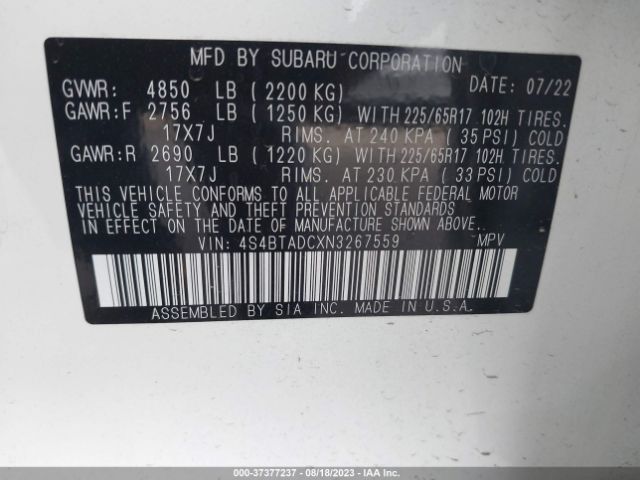 MFD BY SUBARU CORPORATION
GVWR: 4850 LB (2200 KG) DATE: 07/22
GAWR:F 2756 LB (1250 KG) WITH 225/65R17 102H TIRES.
17X7J RIMS. AT 240 KPA (35 PSI) COLD
GAWR:R 2690 LB (1220 KG) WITH 225/65R17 102H TIRES.
17X7J RIMS. AT 230 KPA (33 PSI) COLD
THIS VEHICLE CONFORMS TO ALL APPLICABLE FEDERAL MOTOR
VEHICLE SAFETY AND THEFT PREVENTION STANDARDS
IN EFFECT ON THE DATE OF MANUFACTURE SHOWN ABOVE.
VIN: 4S4BTADCXN3267559 MPV
ASSEMBLED BY SIA INC. MADE IN U.S.A.
000-37377237 - 08/18/2023 - IAAI.COM